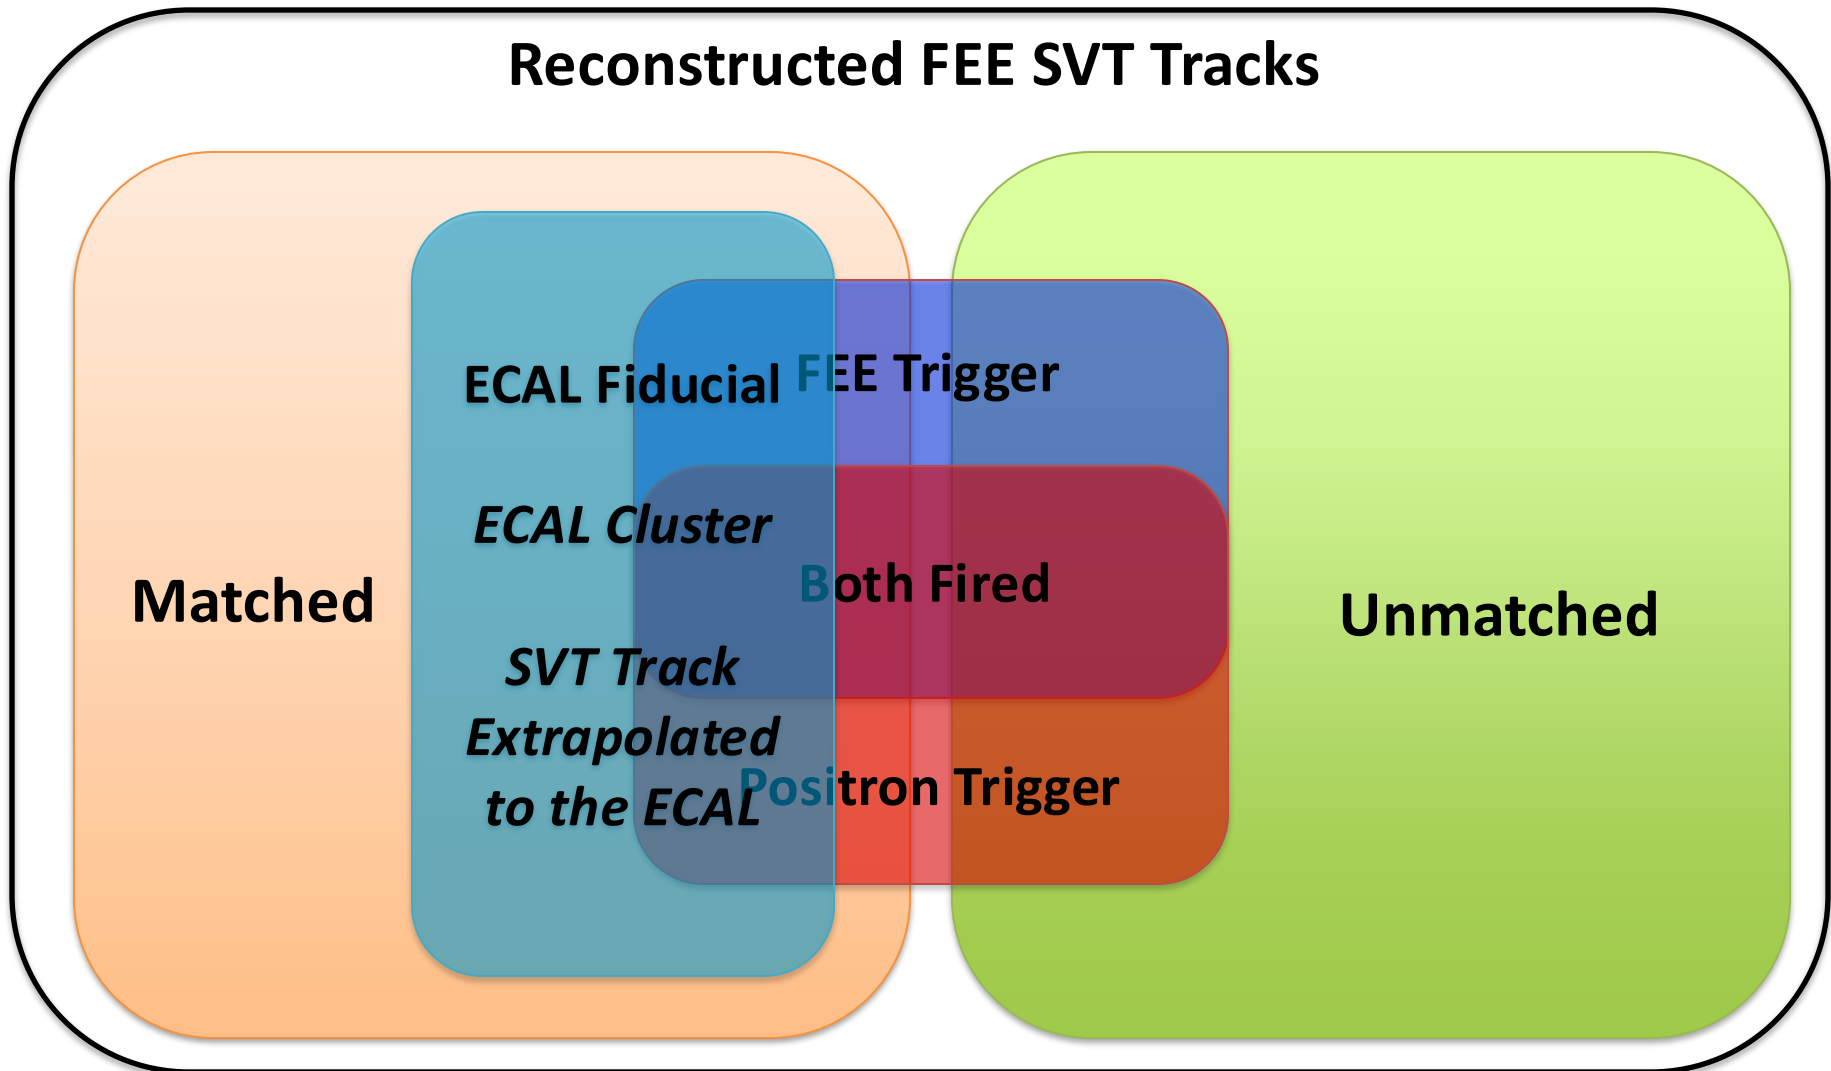 Reconstructed FEE SVT Tracks
FEE Trigger
ECAL Fiducial
ECAL Cluster
Both Fired
Matched
Unmatched
SVT Track
Extrapolated
to the ECAL
Positron Trigger